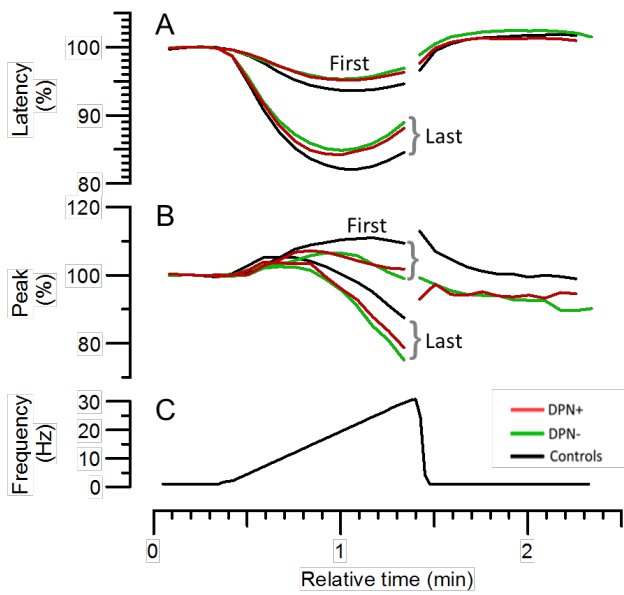 A
Latency
(%)
100
90
80
First
Last
B
Peak
(%)
120
100
80
First
Last
C
Frequency
(Hz)
30
20
10
0
DPN+
DPN-
Controls
0
1
2
Relative time (min)